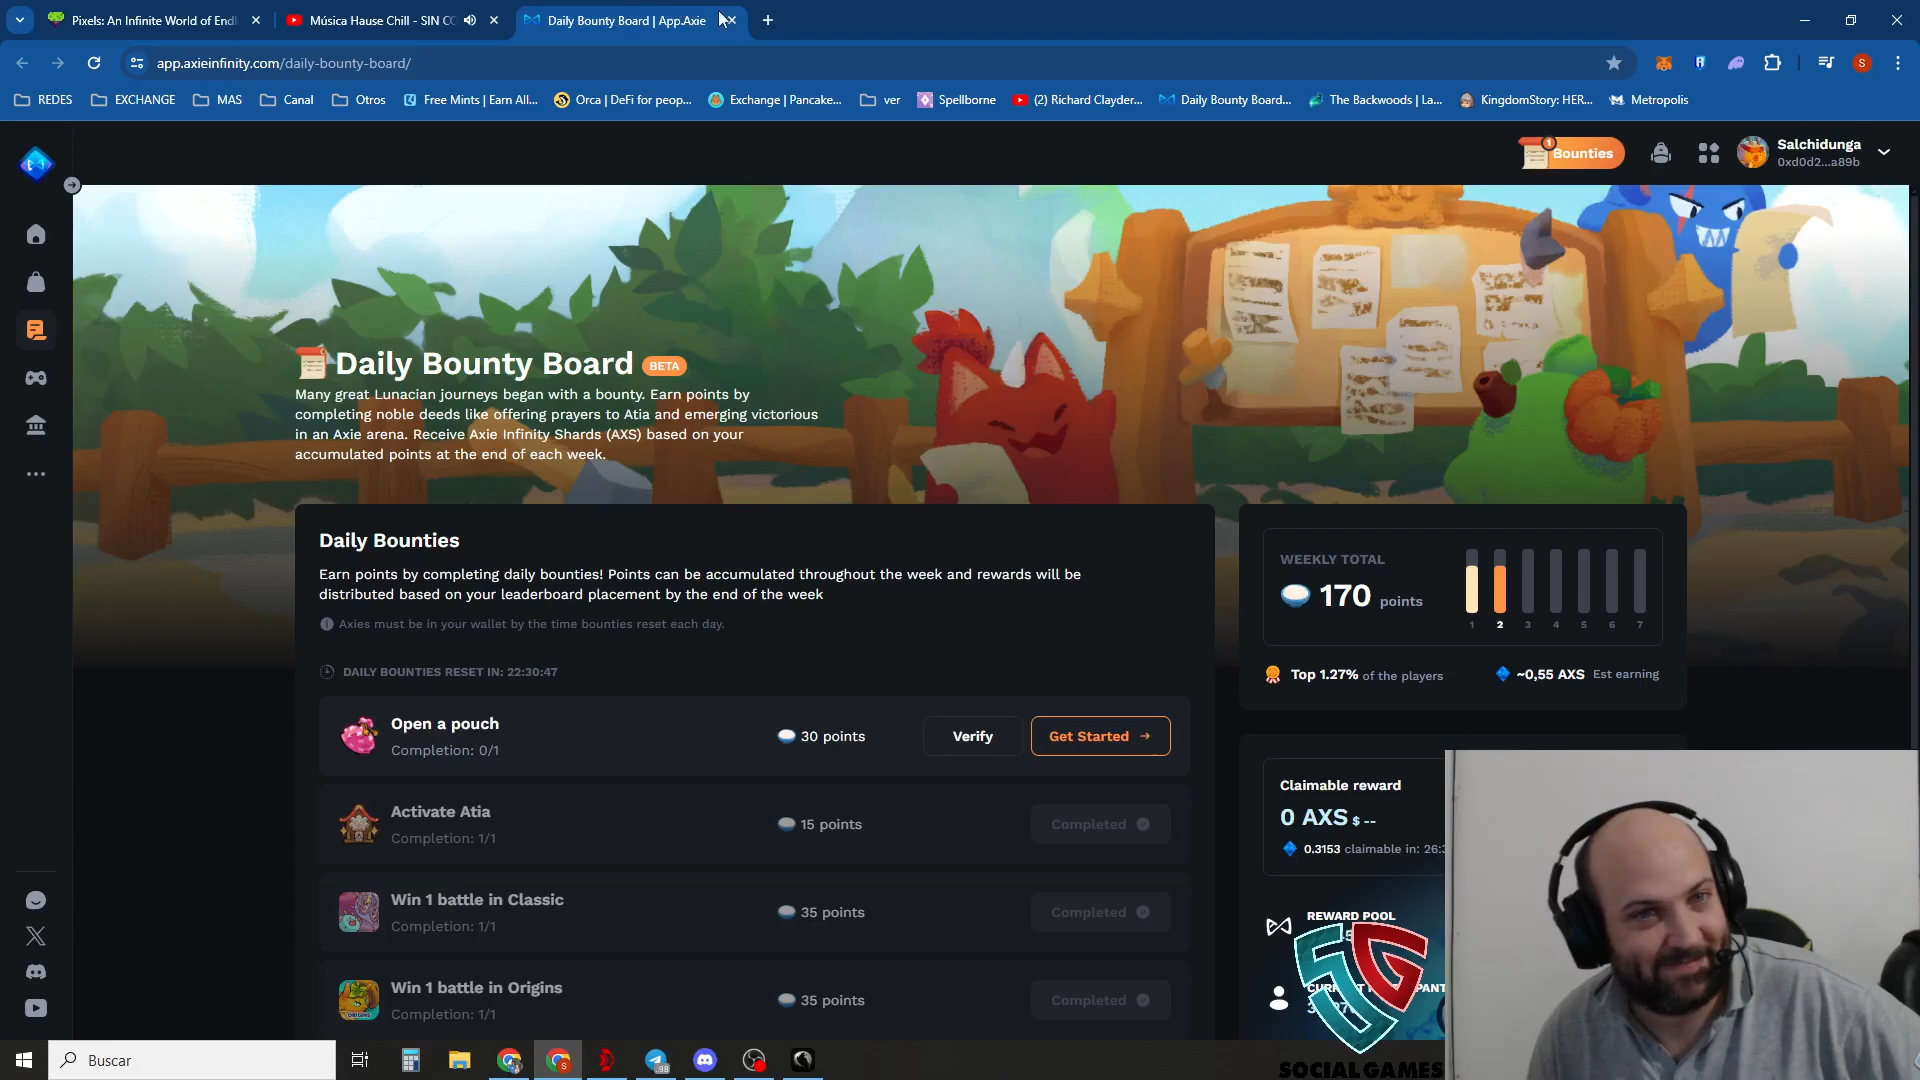 Pixels: An Infinite World of Endl
Música Hause Chill - SIN CC
Daily Bounty Board | App.Axie
app.axieinfinity.com/daily-bounty-board/
S
REDES
EXCHANGE
MAS
Canal
Otros
Free Mints | Earn All...
Orca | DeFi for peop...
Exchange | Pancake...
ver
Spellborne
(2) Richard Clayder...
Daily Bounty Board...
The Backwoods | La...
KingdomStory: HER...
Metropolis
1
Bounties
Salchidunga
0xd0d2...a89b
Daily Bounty Board BETA
Many great Lunacian journeys began with a bounty. Earn points by
completing noble deeds like offering prayers to Atia and emerging victorious
in an Axie arena. Receive Axie Infinity Shards (AXS) based on your
accumulated points at the end of each week.
Daily Bounties
Earn points by completing daily bounties! Points can be accumulated throughout the week and rewards will be
distributed based on your leaderboard placement by the end of the week
Axies must be in your wallet by the time bounties reset each day.
DAILY BOUNTIES RESET IN: 22:30:47
Open a pouch
Completion: 0/1
30 points
Verify
Get Started
Activate Atia
Completion: 1/1
15 points
Completed
Win 1 battle in Classic
Completion: 1/1
35 points
Completed
Win 1 battle in Origins
Completion: 1/1
35 points
Completed
WEEKLY TOTAL
170 points
1 2 3 4 5 6 7
Top 1.27% of the players
~0,55 AXS Est earning
Claimable reward
0 AXS $ --
0.3153 claimable in: 26:
REWARD POOL
SOCIAL GAMES
Buscar
98